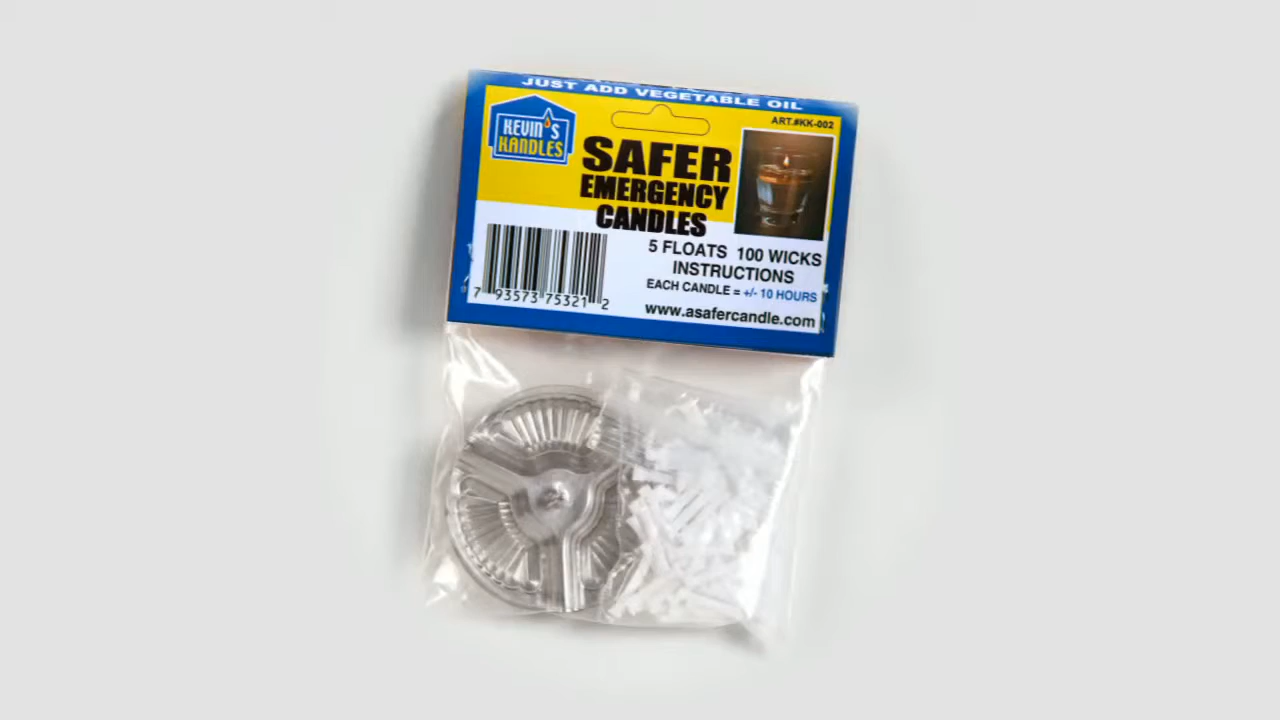 JUST ADD VEGETABLE OIL
ART.#KK-002
KEVIN'S
KANDLES
SAFER
EMERGENCY
CANDLES
5 FLOATS 100 WICKS
INSTRUCTIONS
EACH CANDLE = +/- 10 HOURS
www.asafercandle.com
7 93573 75321 2